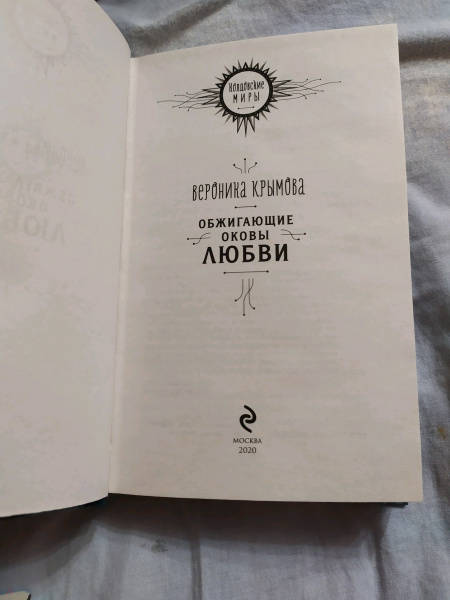 Колдовские
МИРЫ
ВЕРОНИКА КРЫМОВА
ОБЖИГАЮЩИЕ
ОКОВЫ
ЛЮБВИ
МОСКВА
2020